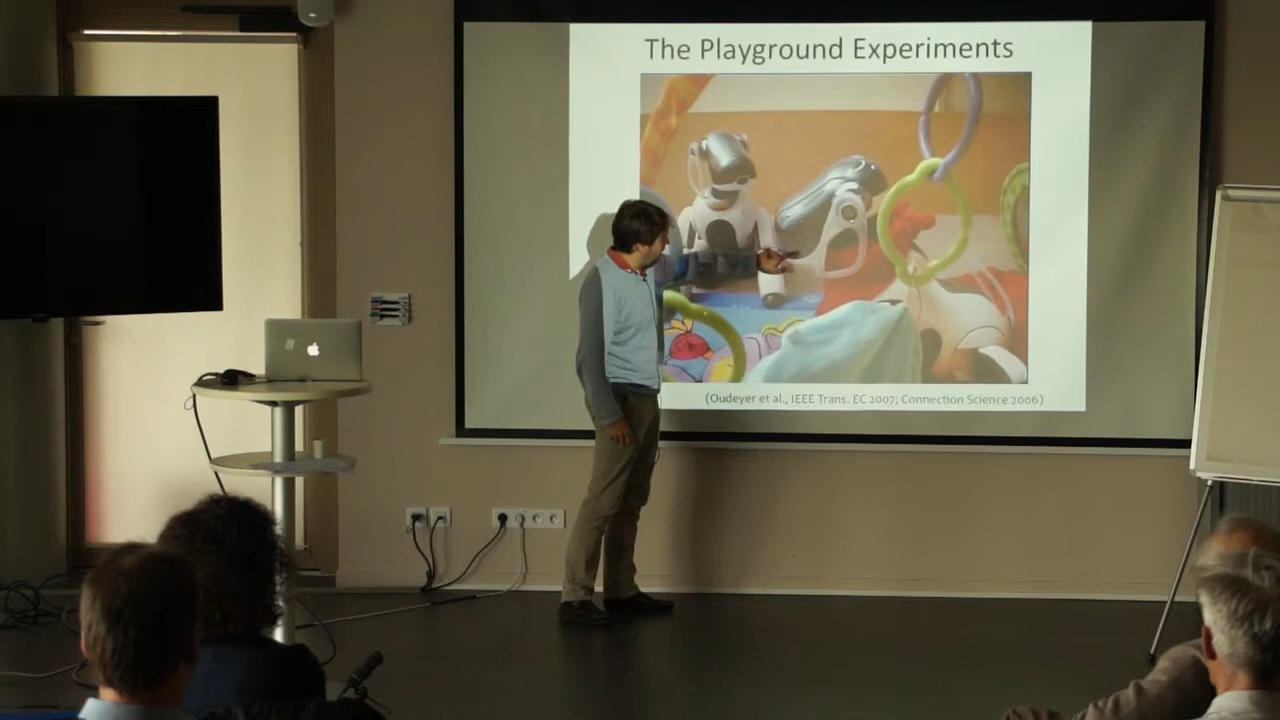 The Playground Experiments
(Oudeyer et al., IEEE Trans. EC 2007; Connection Science 2006)